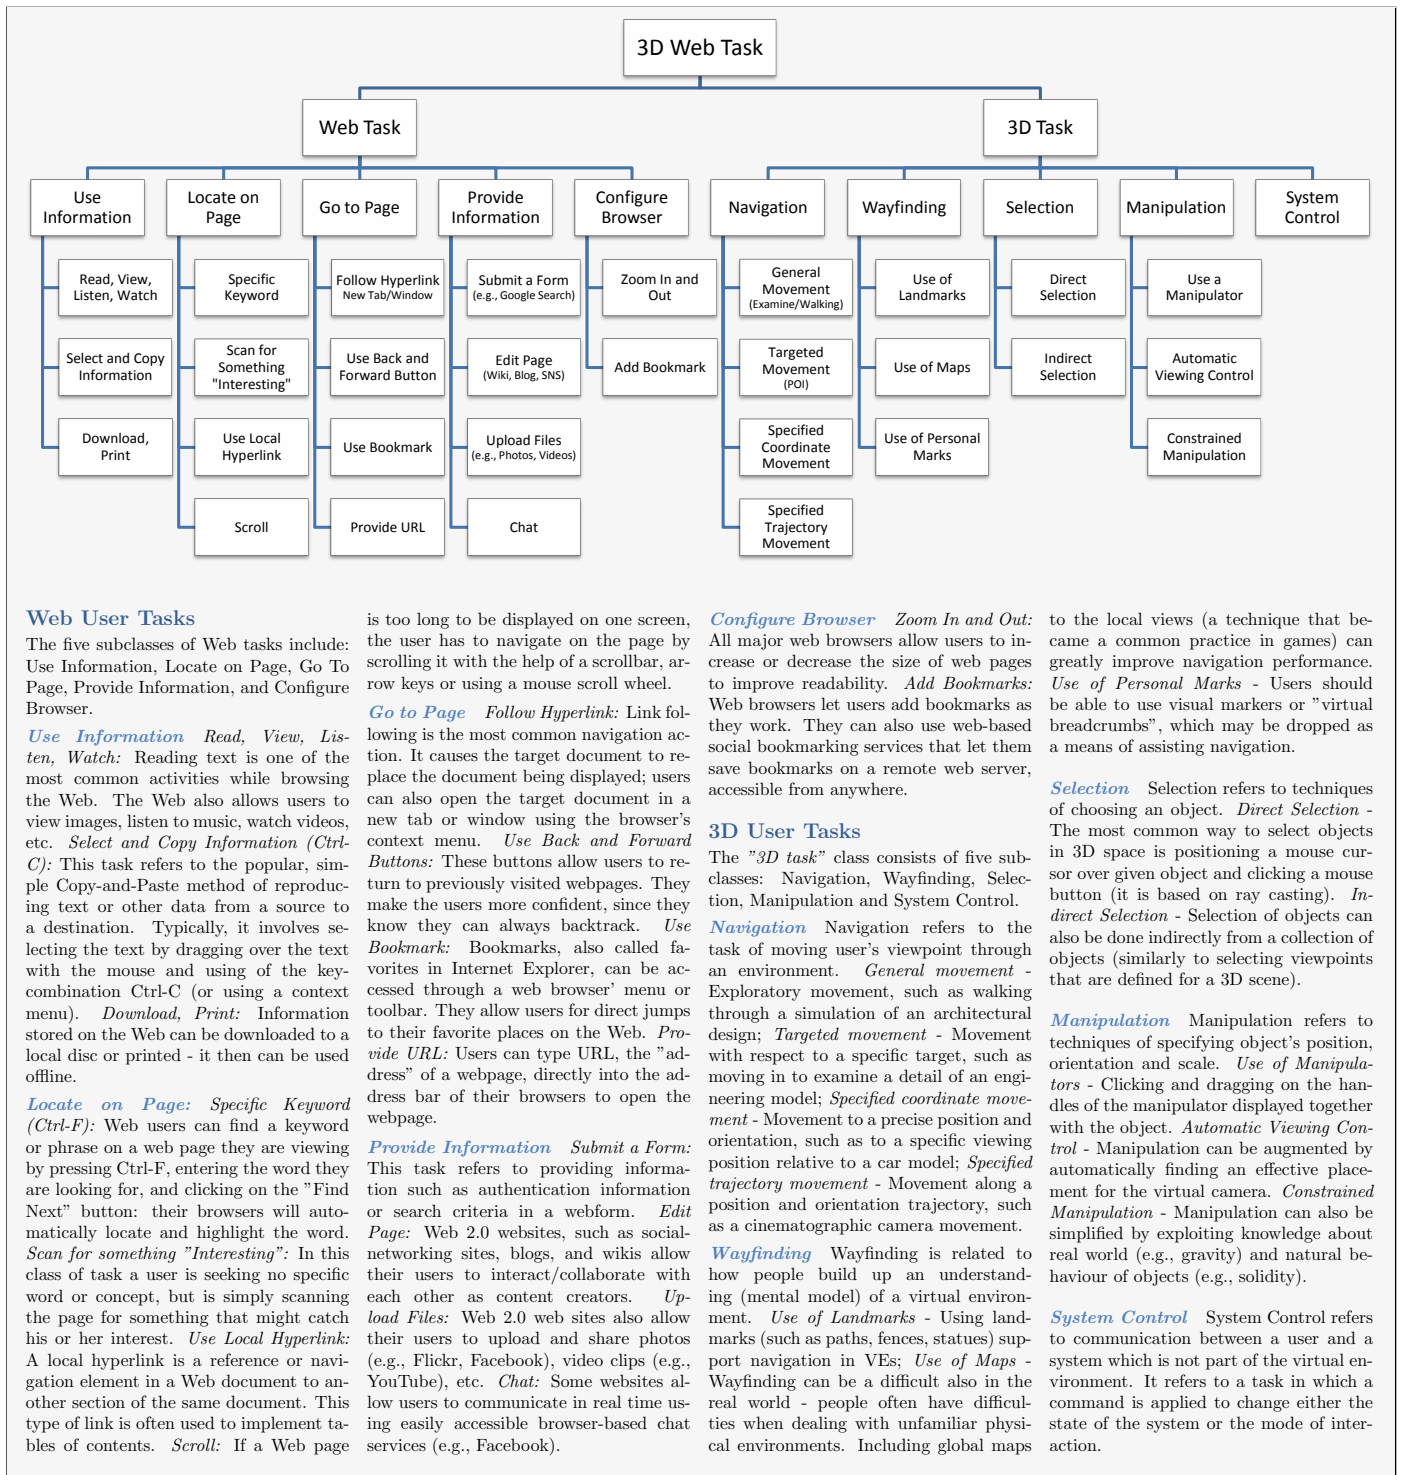 3D Web Task
Web Task
3D Task
Use
Information
Locate on
Page
Go to Page
Provide
Information
Configure
Browser
Navigation
Wayfinding
Selection
Manipulation
System
Control
Read, View,
Listen, Watch
Specific
Keyword
Follow Hyperlink
New Tab/Window
Submit a Form
(e.g., Google Search)
Zoom In and
Out
General
Movement
(Examine/Walking)
Use of
Landmarks
Direct
Selection
Use a
Manipulator
Select and Copy
Information
Scan for
Something
"Interesting"
Use Back and
Forward Button
Edit Page
(Wiki, Blog, SNS)
Add Bookmark
Targeted
Movement
(POI)
Use of Maps
Indirect
Selection
Automatic
Viewing Control
Download,
Print
Use Local
Hyperlink
Use Bookmark
Upload Files
(e.g., Photos, Videos)
Specified
Coordinate
Movement
Use of Personal
Marks
Constrained
Manipulation
Scroll
Provide URL
Chat
Specified
Trajectory
Movement
Web User Tasks
The five subclasses of Web tasks include:
Use Information, Locate on Page, Go To
Page, Provide Information, and Configure
Browser.
Use Information Read, View, Lis-
ten, Watch: Reading text is one of the
most common activities while browsing
the Web. The Web also allows users to
view images, listen to music, watch videos,
etc. Select and Copy Information (Ctrl-
C): This task refers to the popular, sim-
ple Copy-and-Paste method of reproduc-
ing text or other data from a source to
a destination. Typically, it involves se-
lecting the text by dragging over the text
with the mouse and using of the key-
combination Ctrl-C (or using a context
menu). Download, Print: Information
stored on the Web can be downloaded to a
local disc or printed - it then can be used
offline.
Locate on Page: Specific Keyword
(Ctrl-F): Web users can find a keyword
or phrase on a web page they are viewing
by pressing Ctrl-F, entering the word they
are looking for, and clicking on the ”Find
Next” button: their browsers will auto-
matically locate and highlight the word.
Scan for something ”Interesting”: In this
class of task a user is seeking no specific
word or concept, but is simply scanning
the page for something that might catch
his or her interest. Use Local Hyperlink:
A local hyperlink is a reference or navi-
gation element in a Web document to an-
other section of the same document. This
type of link is often used to implement ta-
bles of contents. Scroll: If a Web page
is too long to be displayed on one screen,
the user has to navigate on the page by
scrolling it with the help of a scrollbar, ar-
row keys or using a mouse scroll wheel.
Go to Page Follow Hyperlink: Link fol-
lowing is the most common navigation ac-
tion. It causes the target document to re-
place the document being displayed; users
can also open the target document in a
new tab or window using the browser’s
context menu. Use Back and Forward
Buttons: These buttons allow users to re-
turn to previously visited webpages. They
make the users more confident, since they
know they can always backtrack. Use
Bookmark: Bookmarks, also called fa-
vorites in Internet Explorer, can be ac-
cessed through a web browser’ menu or
toolbar. They allow users for direct jumps
to their favorite places on the Web. Pro-
vide URL: Users can type URL, the ”ad-
dress” of a webpage, directly into the ad-
dress bar of their browsers to open the
webpage.
Provide Information Submit a Form:
This task refers to providing informa-
tion such as authentication information
or search criteria in a webform. Edit
Page: Web 2.0 websites, such as social-
networking sites, blogs, and wikis allow
their users to interact/collaborate with
each other as content creators. Up-
load Files: Web 2.0 web sites also allow
their users to upload and share photos
(e.g., Flickr, Facebook), video clips (e.g.,
YouTube), etc. Chat: Some websites al-
low users to communicate in real time us-
ing easily accessible browser-based chat
services (e.g., Facebook).
Configure Browser Zoom In and Out:
All major web browsers allow users to in-
crease or decrease the size of web pages
to improve readability. Add Bookmarks:
Web browsers let users add bookmarks as
they work. They can also use web-based
social bookmarking services that let them
save bookmarks on a remote web server,
accessible from anywhere.
3D User Tasks
The ”3D task” class consists of five sub-
classes: Navigation, Wayfinding, Selec-
tion, Manipulation and System Control.
Navigation Navigation refers to the
task of moving user’s viewpoint through
an environment. General movement -
Exploratory movement, such as walking
through a simulation of an architectural
design; Targeted movement - Movement
with respect to a specific target, such as
moving in to examine a detail of an engi-
neering model; Specified coordinate move-
ment - Movement to a precise position and
orientation, such as to a specific viewing
position relative to a car model; Specified
trajectory movement - Movement along a
position and orientation trajectory, such
as a cinematographic camera movement.
Wayfinding Wayfinding is related to
how people build up an understand-
ing (mental model) of a virtual environ-
ment. Use of Landmarks - Using land-
marks (such as paths, fences, statues) sup-
port navigation in VEs; Use of Maps -
Wayfinding can be a difficult also in the
real world - people often have difficul-
ties when dealing with unfamiliar physi-
cal environments. Including global maps
to the local views (a technique that be-
came a common practice in games) can
greatly improve navigation performance.
Use of Personal Marks - Users should
be able to use visual markers or ”virtual
breadcrumbs”, which may be dropped as
a means of assisting navigation.
Selection Selection refers to techniques
of choosing an object. Direct Selection -
The most common way to select objects
in 3D space is positioning a mouse cur-
sor over given object and clicking a mouse
button (it is based on ray casting). In-
direct Selection - Selection of objects can
also be done indirectly from a collection of
objects (similarly to selecting viewpoints
that are defined for a 3D scene).
Manipulation Manipulation refers to
techniques of specifying object’s position,
orientation and scale. Use of Manipula-
tors - Clicking and dragging on the han-
dles of the manipulator displayed together
with the object. Automatic Viewing Con-
trol - Manipulation can be augmented by
automatically finding an effective place-
ment for the virtual camera. Constrained
Manipulation - Manipulation can also be
simplified by exploiting knowledge about
real world (e.g., gravity) and natural be-
haviour of objects (e.g., solidity).
System Control System Control refers
to communication between a user and a
system which is not part of the virtual en-
vironment. It refers to a task in which a
command is applied to change either the
state of the system or the mode of inter-
action.